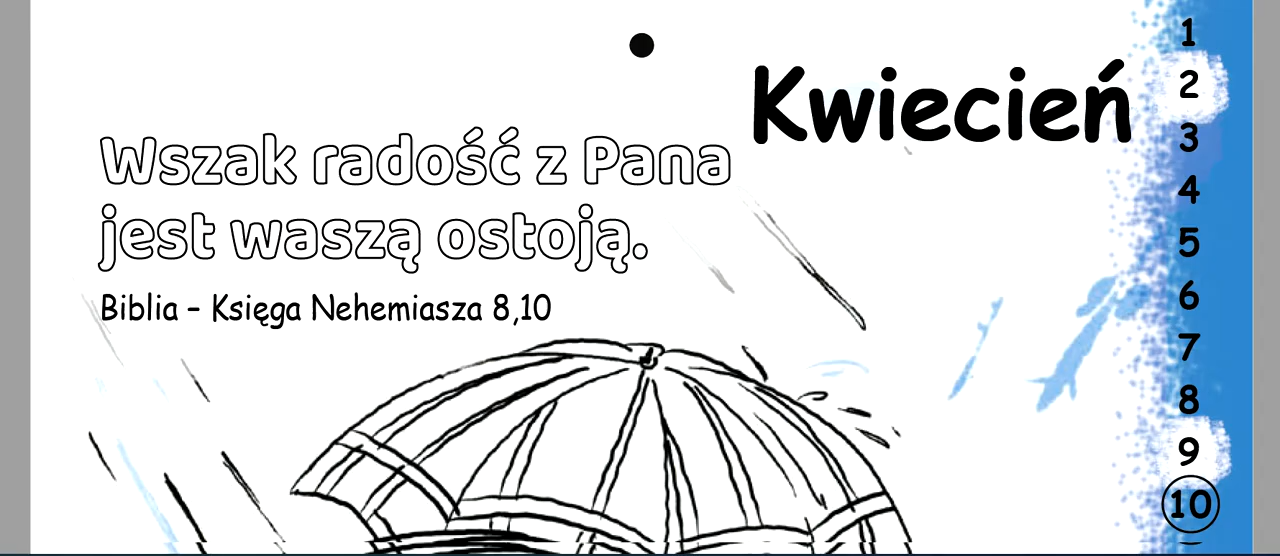 Kwiecień
Wszak radość z Pana
jest waszą ostoją.
Biblia – Księga Nehemiasza 8,10
1
2
3
4
5
6
7
8
9
10